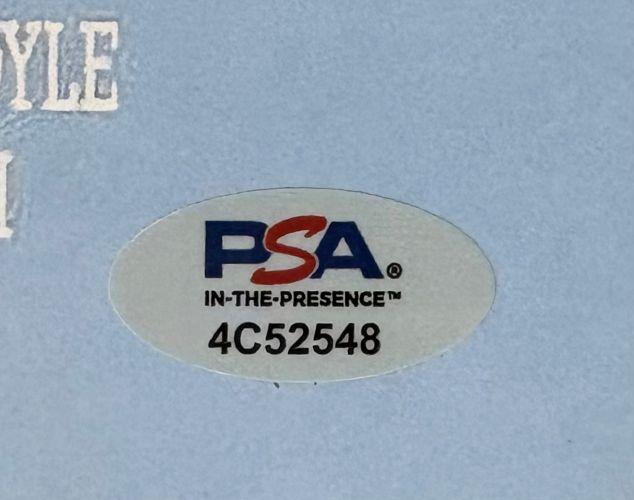 YLE
PSA®
IN-THE-PRESENCE™
4C52548